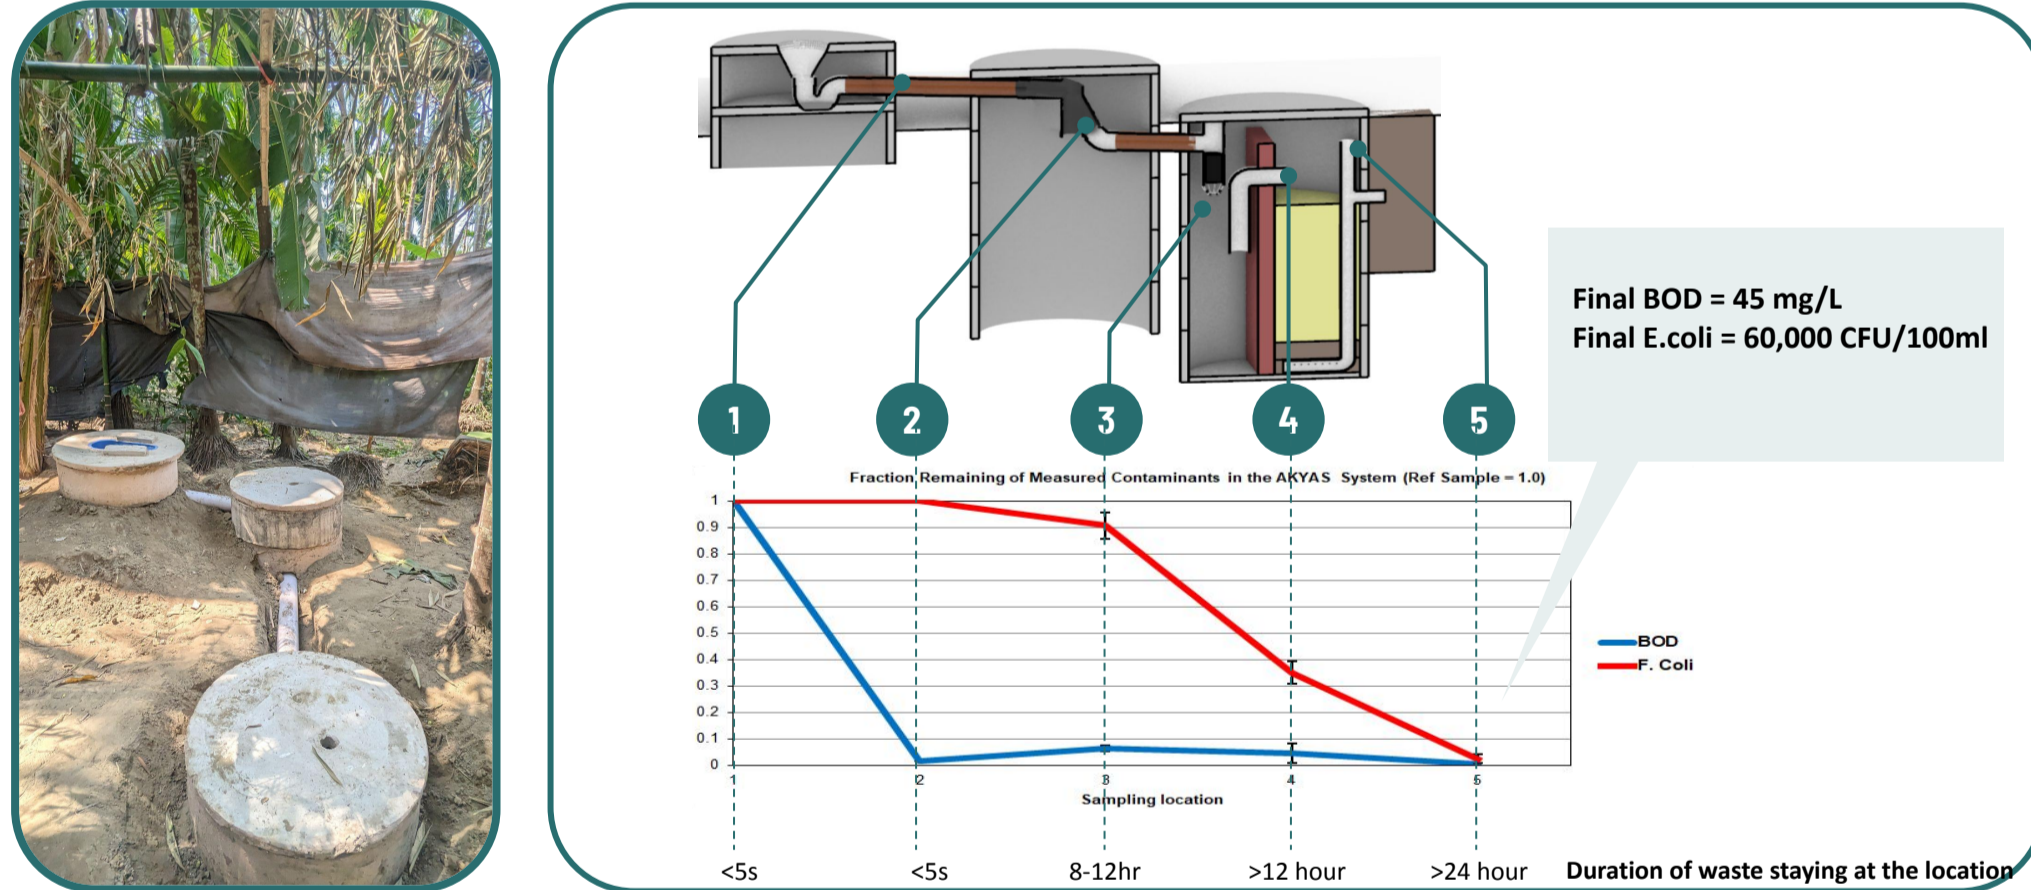 Final BOD = 45 mg/L
Final E.coli = 60,000 CFU/100ml
1
2
3
4
5
Fraction Remaining of Measured Contaminants in the AKYAS System (Ref Sample = 1.0)
1
0.9
0.8
0.7
0.6
0.5
0.4
0.3
0.2
0.1
0
1
2
3
4
5
Sampling location
BOD
F. Coli
<5s
<5s
8-12hr
>12 hour
>24 hour
Duration of waste staying at the location